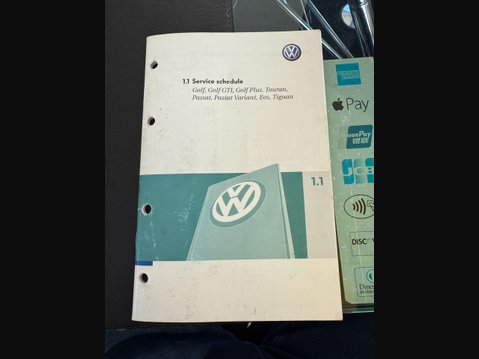 1.1 Service schedule
Golf, Golf GTI, Golf Plus, Touran,
Passat, Passat Variant, Eos, Tiguan
1.1
Pay
UnionPay
银联
JCB
DISC